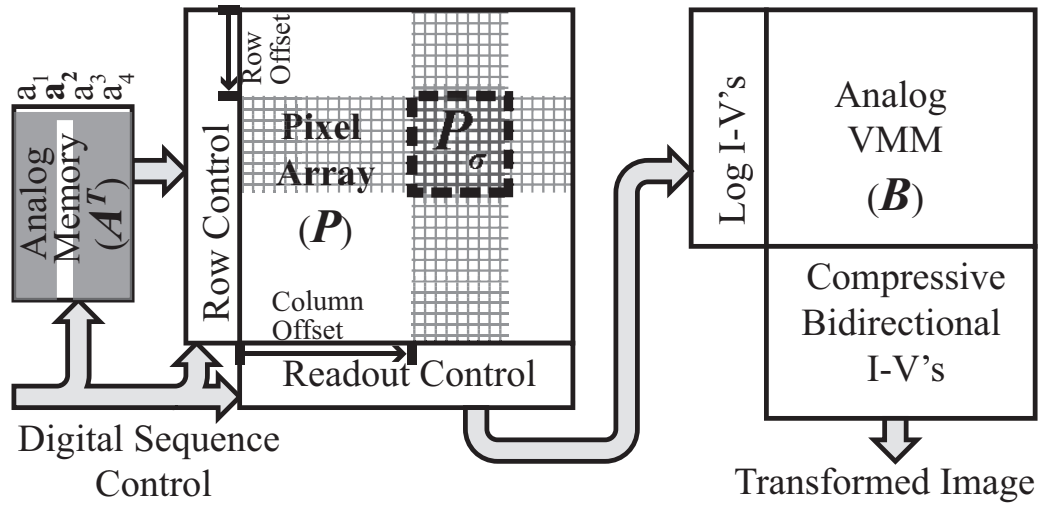 a1 a2 a3 a4
Analog
Memory
(A^T)
Row Control
Row
Offset
Pixel
Array
(P)
Pσ
Column
Offset
Readout Control
Digital Sequence
Control
Log I-V's
Analog
VMM
(B)
Compressive
Bidirectional
I-V's
Transformed Image